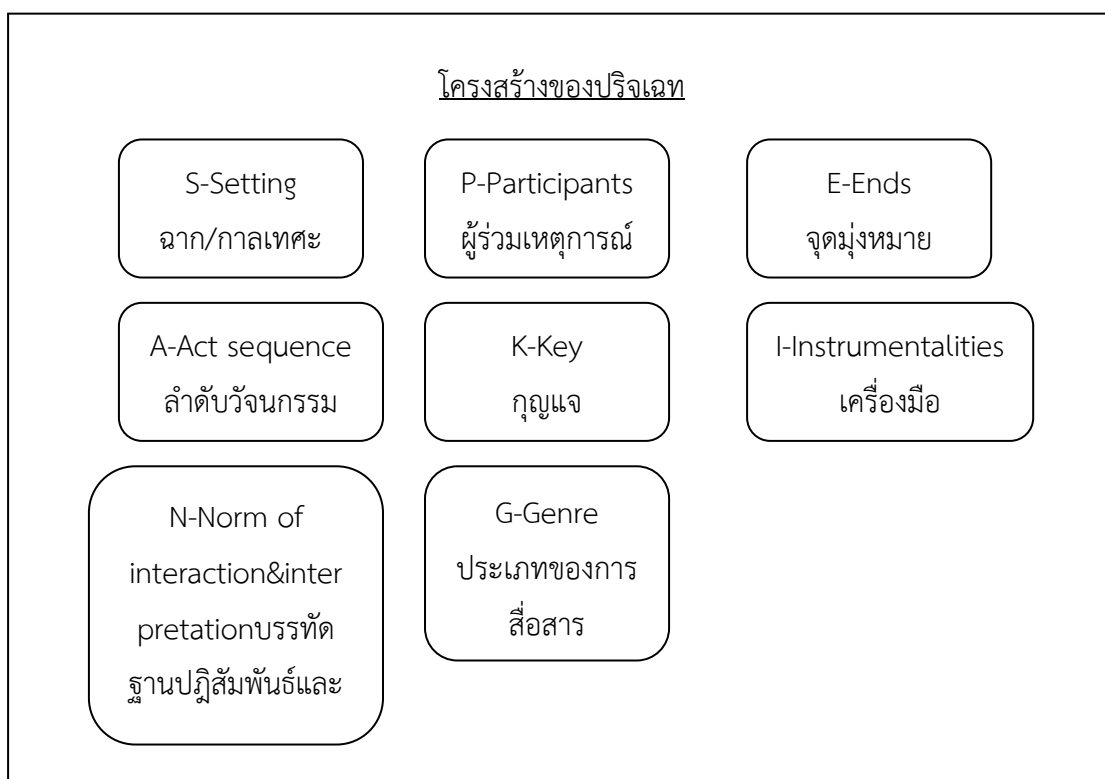 โครงสร้างของปริจเฉท
S-Setting
ฉาก/กาลเทศะ
P-Participants
ผู้ร่วมเหตุการณ์
E-Ends
จุดมุ่งหมาย
A-Act sequence
ลำดับวัจนกรรม
K-Key
กุญแจ
I-Instrumentalities
เครื่องมือ
N-Norm of
interaction&inter
pretationบรรทัด
ฐานปฎิสัมพันธ์และ
G-Genre
ประเภทของการ
สื่อสาร